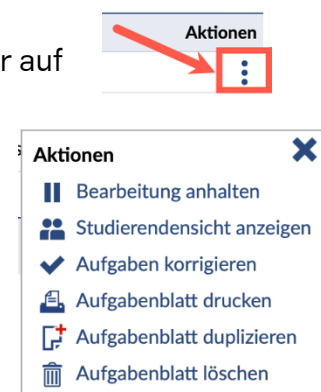 Aktionen
r auf
Aktionen
Bearbeitung anhalten
Studierendensicht anzeigen
Aufgaben korrigieren
Aufgabenblatt drucken
Aufgabenblatt duplizieren
Aufgabenblatt löschen